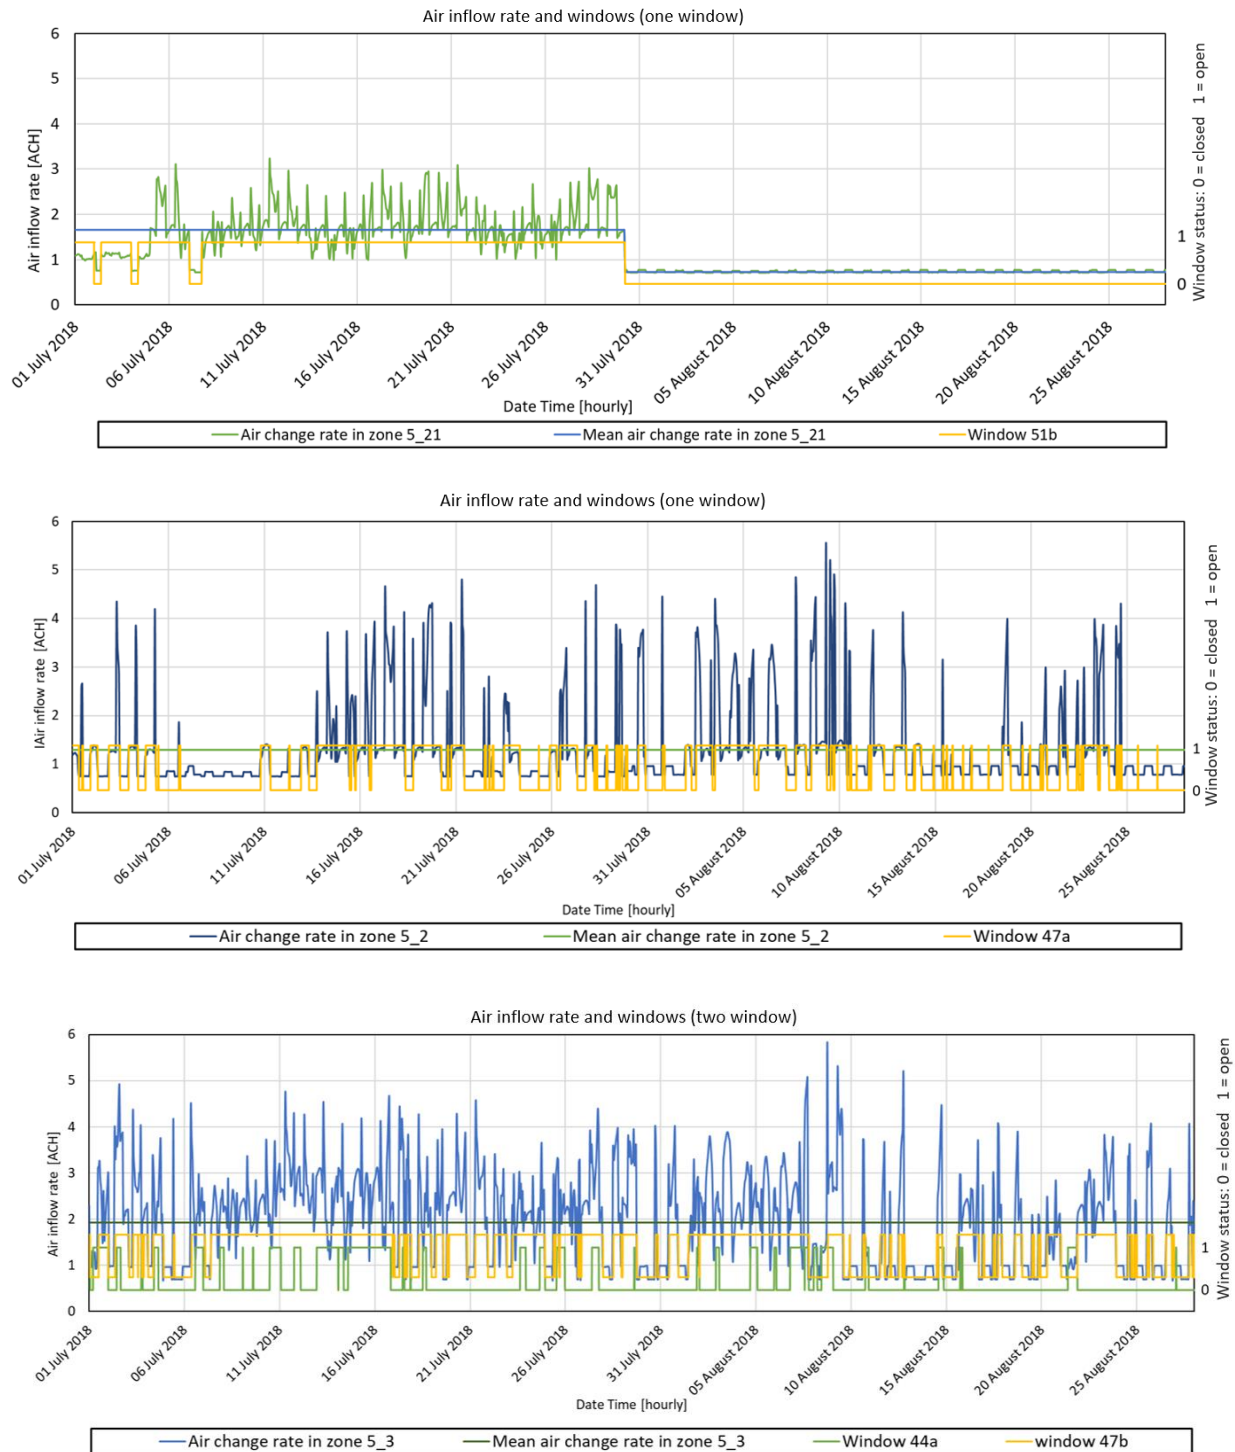 Air inflow rate and windows (one window)
6
5
4
3
2
1
0
Air inflow rate [ACH]
1
0
Window status: 0 = closed 1 = open
01 July 2018
06 July 2018
11 July 2018
16 July 2018
21 July 2018
26 July 2018
31 July 2018
05 August 2018
10 August 2018
15 August 2018
20 August 2018
25 August 2018
Date Time [hourly]
Air change rate in zone 5_21 Mean air change rate in zone 5_21 Window 51b
Air inflow rate and windows (one window)
6
5
4
3
2
1
0
|Air inflow rate [ACH]
1
0
Window status: 0 = closed 1 = open
01 July 2018
06 July 2018
11 July 2018
16 July 2018
21 July 2018
26 July 2018
31 July 2018
05 August 2018
10 August 2018
15 August 2018
20 August 2018
25 August 2018
Date Time [hourly]
Air change rate in zone 5_2 Mean air change rate in zone 5_2 Window 47a
Air inflow rate and windows (two window)
6
5
4
3
2
1
0
Air inflow rate [ACH]
1
0
Window status: 0 = closed 1 = open
01 July 2018
06 July 2018
11 July 2018
16 July 2018
21 July 2018
26 July 2018
31 July 2018
05 August 2018
10 August 2018
15 August 2018
20 August 2018
25 August 2018
Date Time [hourly]
Air change rate in zone 5_3 Mean air change rate in zone 5_3 Window 44a window 47b